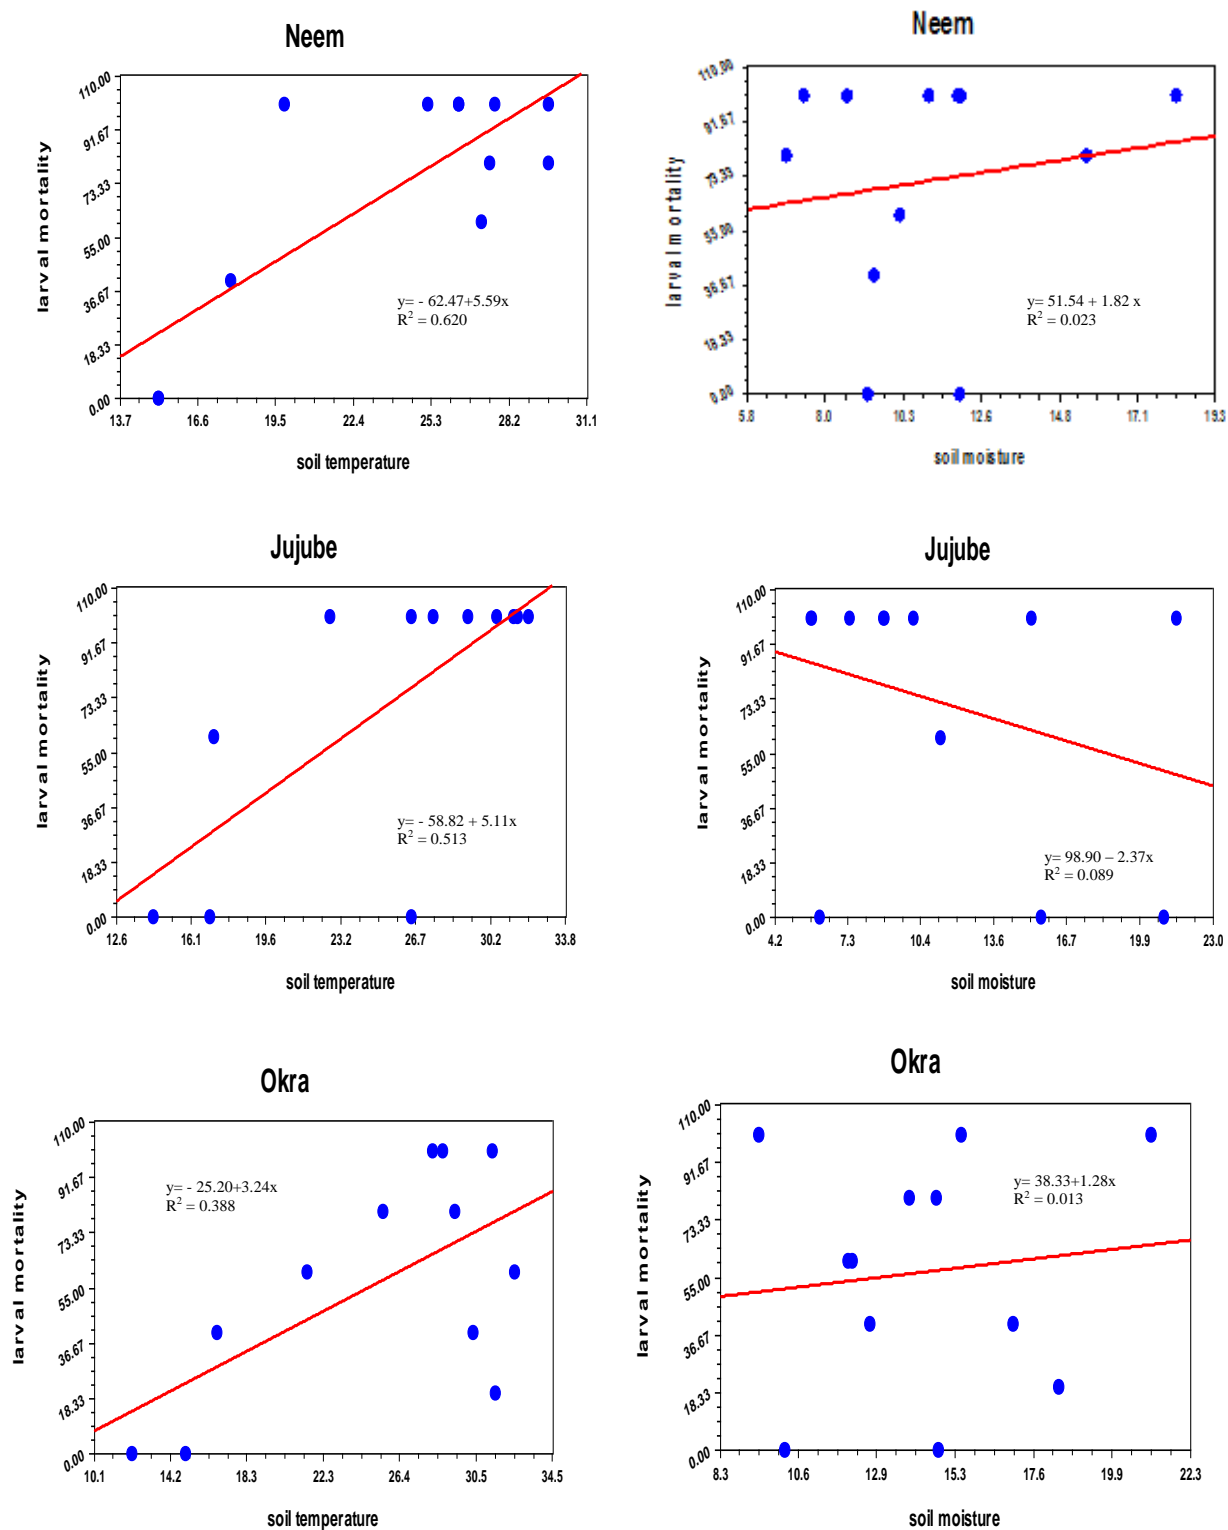 Neem
larval mortality
110.00
91.67
73.33
55.00
36.67
18.33
0.00
y= - 62.47+5.59x
R² = 0.620
13.7 16.6 19.5 22.4 25.3 28.2 31.1
soil temperature
Neem
larval mortality
110.00
91.67
73.33
55.00
36.67
18.33
0.00
y= 51.54 + 1.82 x
R² = 0.023
5.8 8.0 10.3 12.6 14.8 17.1 19.3
soil moisture
Jujube
larval mortality
110.00
91.67
73.33
55.00
36.67
18.33
0.00
y= - 58.82 + 5.11x
R² = 0.513
12.6 16.1 19.6 23.2 26.7 30.2 33.8
soil temperature
Jujube
larval mortality
110.00
91.67
73.33
55.00
36.67
18.33
0.00
y= 98.90 – 2.37x
R² = 0.089
4.2 7.3 10.4 13.6 16.7 19.9 23.0
soil moisture
Okra
larval mortality
110.00
91.67
73.33
55.00
36.67
18.33
0.00
y= - 25.20+3.24x
R² = 0.388
10.1 14.2 18.3 22.3 26.4 30.5 34.5
soil temperature
Okra
larval mortality
110.00
91.67
73.33
55.00
36.67
18.33
0.00
y= 38.33+1.28x
R² = 0.013
8.3 10.6 12.9 15.3 17.6 19.9 22.3
soil moisture